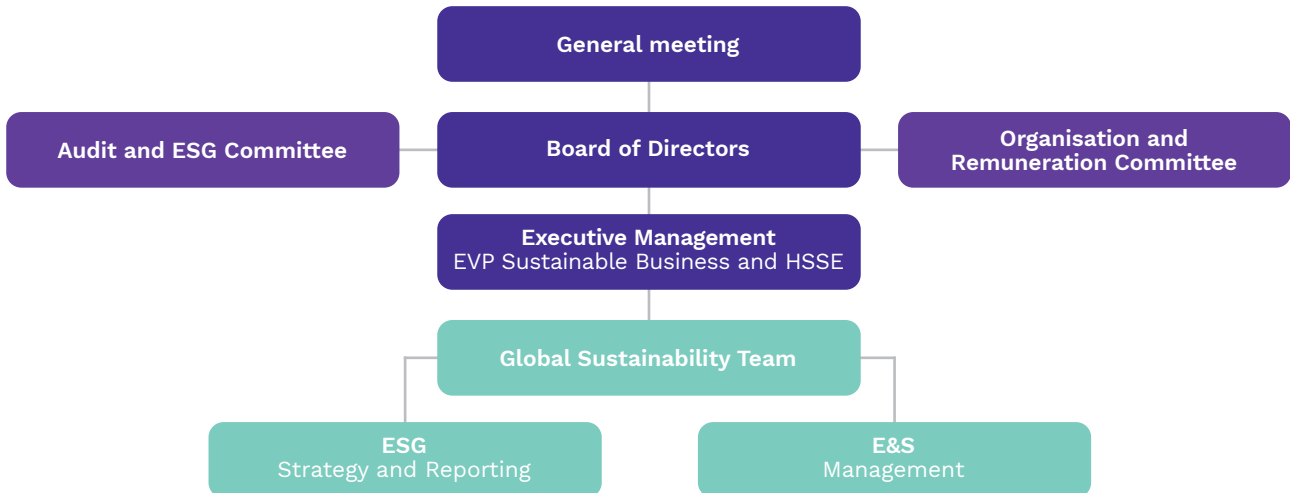 General meeting
Audit and ESG Committee
Board of Directors
Organisation and
Remuneration Committee
Executive Management
EVP Sustainable Business and HSSE
Global Sustainability Team
ESG
Strategy and Reporting
E&S
Management